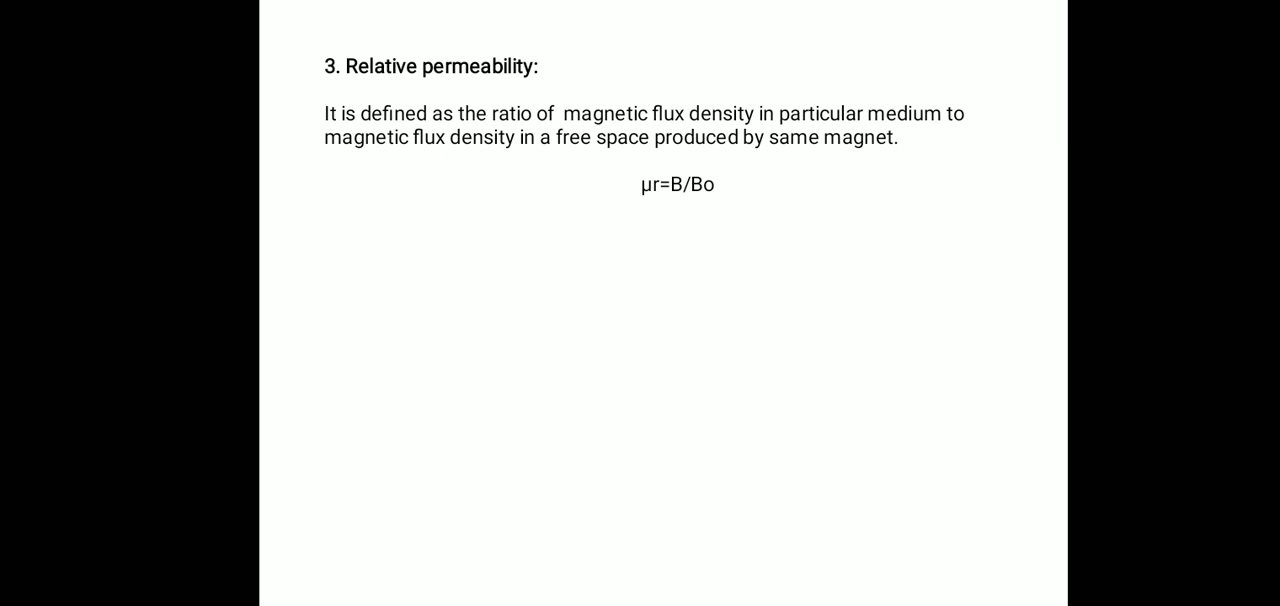 3. Relative permeability:
It is defined as the ratio of  magnetic flux density in particular medium to
magnetic flux density in a free space produced by same magnet.
μr=B/Bo